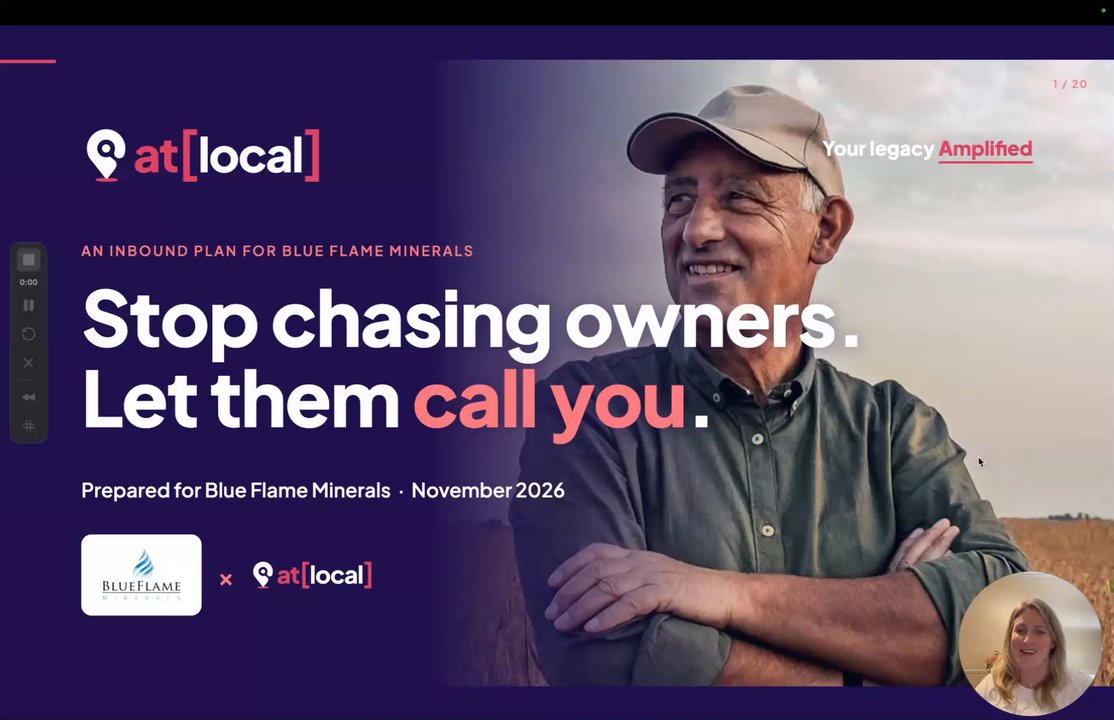 1 / 20
at[local]
Your legacy Amplified
AN INBOUND PLAN FOR BLUE FLAME MINERALS
0:00
Stop chasing owners.
Let them call you.
Prepared for Blue Flame Minerals · November 2026
BLUEFLAME
MINERALS
× at[local]